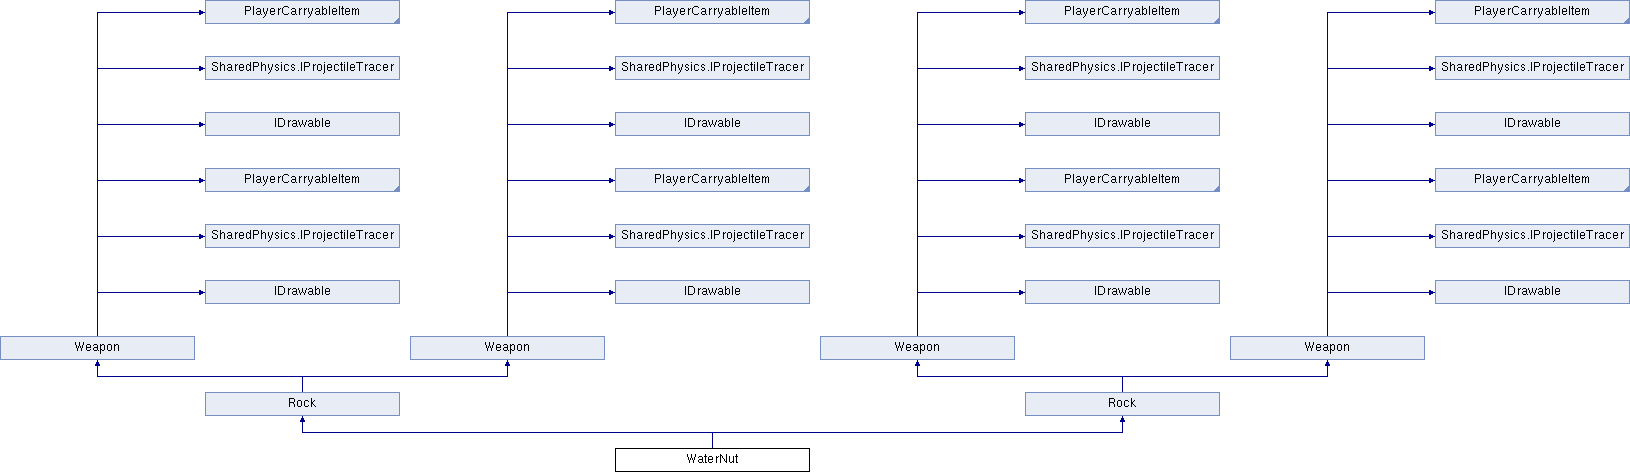 PlayerCarryableItem PlayerCarryableItem PlayerCarryableItem PlayerCarryableItem
SharedPhysics.IProjectileTracer SharedPhysics.IProjectileTracer SharedPhysics.IProjectileTracer SharedPhysics.IProjectileTracer
IDrawable IDrawable IDrawable IDrawable
PlayerCarryableItem PlayerCarryableItem PlayerCarryableItem PlayerCarryableItem
SharedPhysics.IProjectileTracer SharedPhysics.IProjectileTracer SharedPhysics.IProjectileTracer SharedPhysics.IProjectileTracer
IDrawable IDrawable IDrawable IDrawable
Weapon Weapon Weapon Weapon
Rock Rock
WaterNut